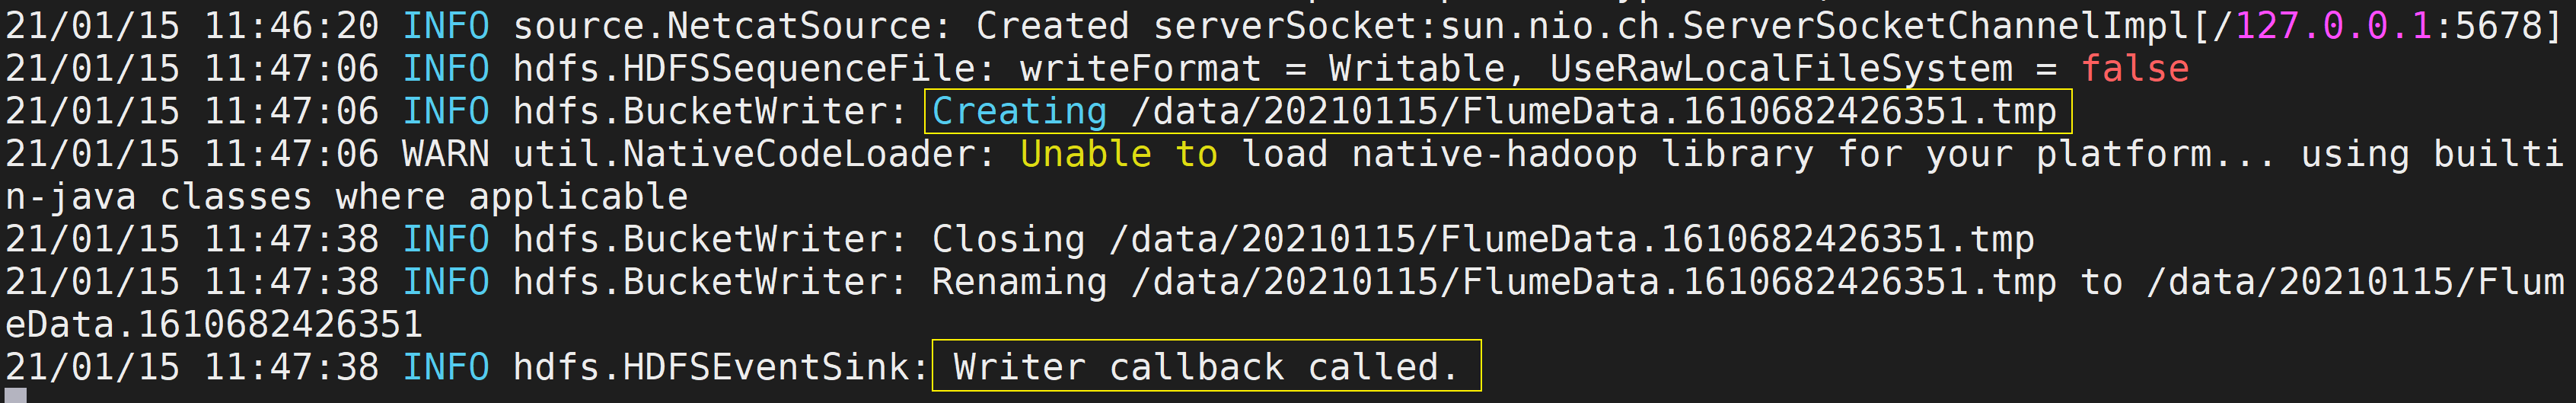 21/01/15 11:46:20 INFO source.NetcatSource: Created serverSocket:sun.nio.ch.ServerSocketChannelImpl[/127.0.0.1:5678]
21/01/15 11:47:06 INFO hdfs.HDFSSequenceFile: writeFormat = Writable, UseRawLocalFileSystem = false
21/01/15 11:47:06 INFO hdfs.BucketWriter: Creating /data/20210115/FlumeData.1610682426351.tmp
21/01/15 11:47:06 WARN util.NativeCodeLoader: Unable to load native-hadoop library for your platform... using builti
n-java classes where applicable
21/01/15 11:47:38 INFO hdfs.BucketWriter: Closing /data/20210115/FlumeData.1610682426351.tmp
21/01/15 11:47:38 INFO hdfs.BucketWriter: Renaming /data/20210115/FlumeData.1610682426351.tmp to /data/20210115/Flum
eData.1610682426351
21/01/15 11:47:38 INFO hdfs.HDFSEventSink: Writer callback called.